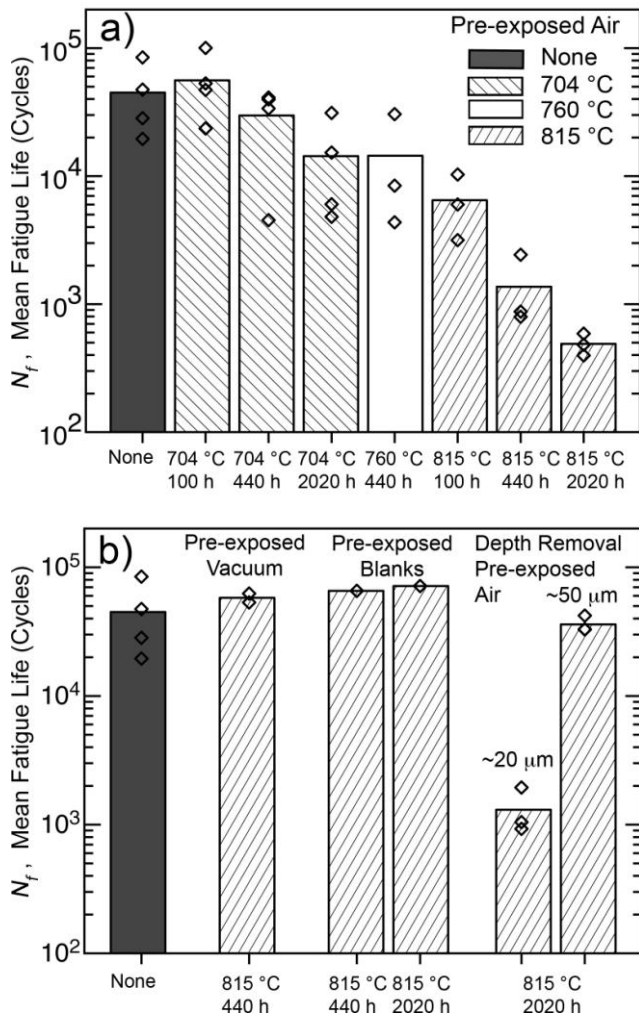 a)
Pre-exposed Air
None
704 °C
760 °C
815 °C
N_f , Mean Fatigue Life (Cycles)
10^5
10^4
10^3
10^2
None 704 °C 704 °C 704 °C 760 °C 815 °C 815 °C 815 °C
100 h 440 h 2020 h 440 h 100 h 440 h 2020 h
b)
Pre-exposed Pre-exposed Depth Removal
Vacuum Blanks Pre-exposed
Air ~50 μm
~20 μm
N_f , Mean Fatigue Life (Cycles)
10^5
10^4
10^3
10^2
None 815 °C 815 °C 815 °C 815 °C
440 h 440 h 2020 h 2020 h